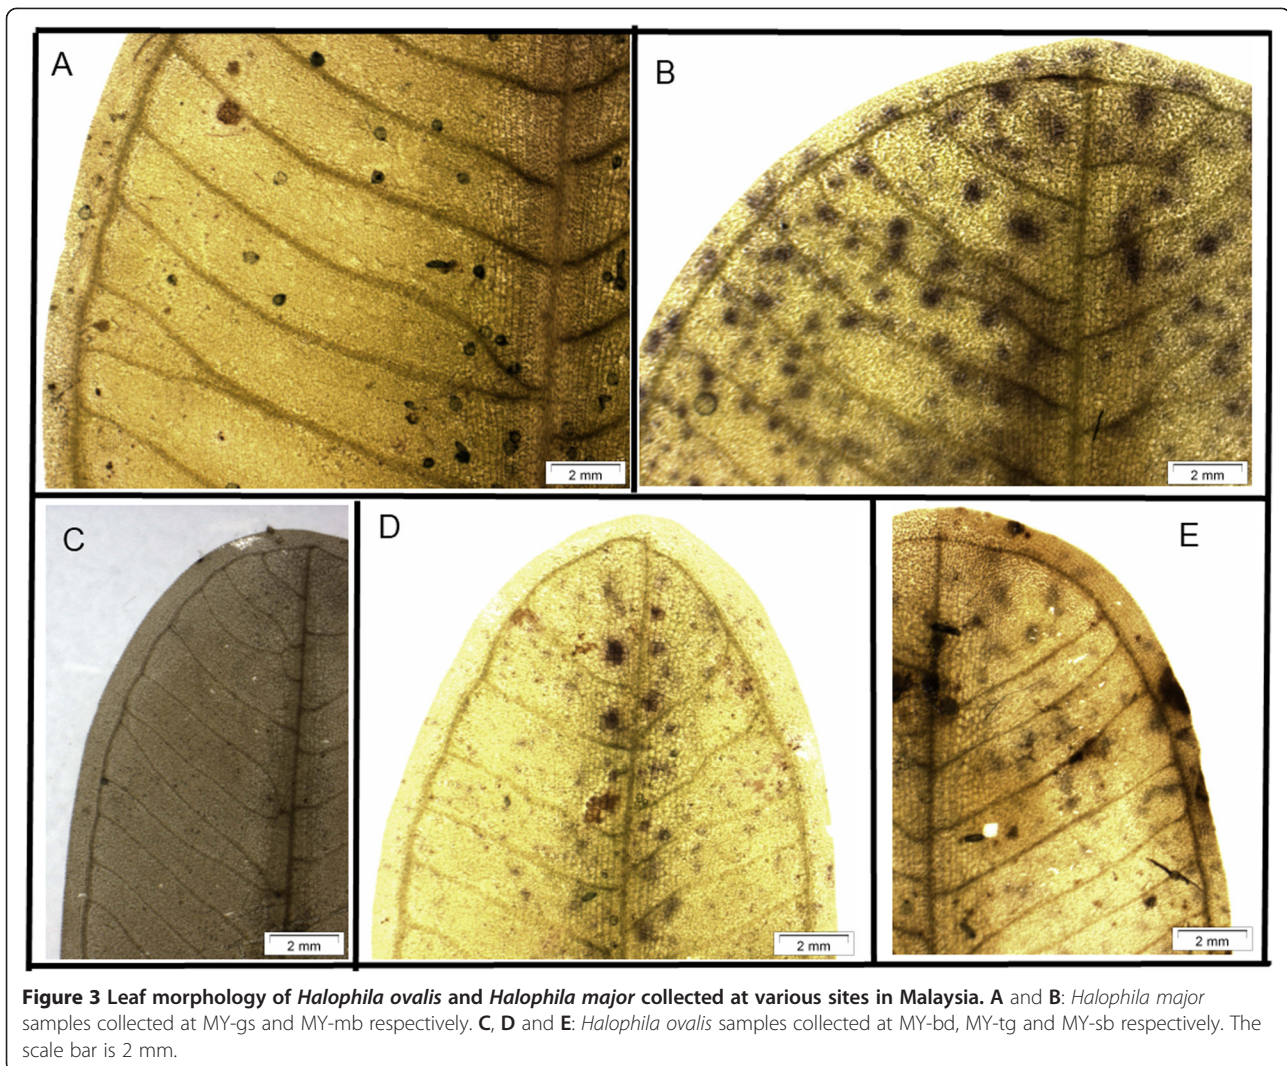 A
B
2 mm
2 mm
C
D
E
2 mm
2 mm
2 mm
Figure 3 Leaf morphology of Halophila ovalis and Halophila major collected at various sites in Malaysia. A and B: Halophila major
samples collected at MY-gs and MY-mb respectively. C, D and E: Halophila ovalis samples collected at MY-bd, MY-tg and MY-sb respectively. The
scale bar is 2 mm.